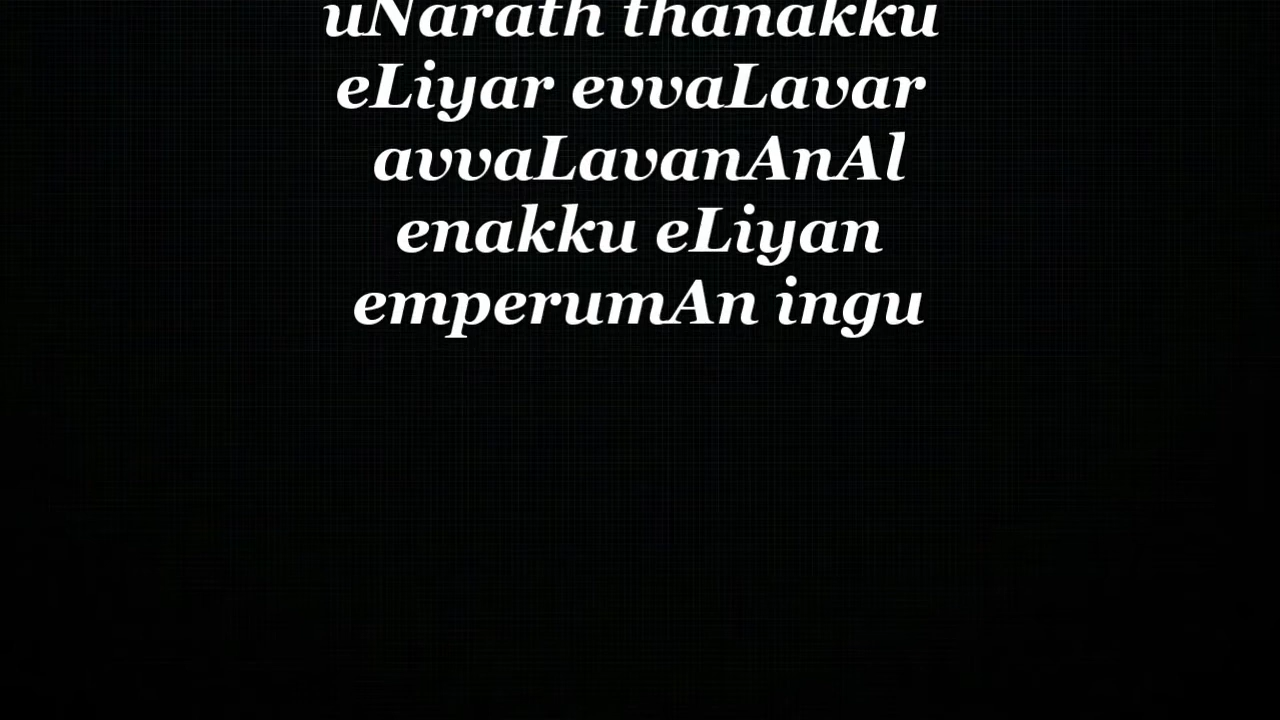 uNarath thanakku
eLiyar evvaLavar
avvaLavanAnAl
enakku eLiyan
emperumAn ingu